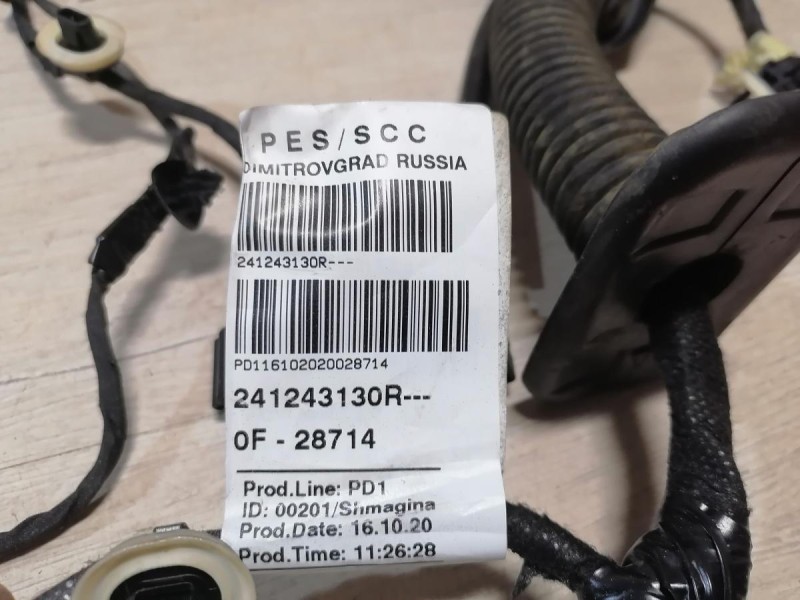 PES/SCC
DIMITROVGRAD RUSSIA
241243130R---
PD116102020028714
241243130R---
0F - 28714
Prod.Line: PD1
ID: 00201/Shmagina
Prod.Date: 16.10.20
Prod.Time: 11:26:28